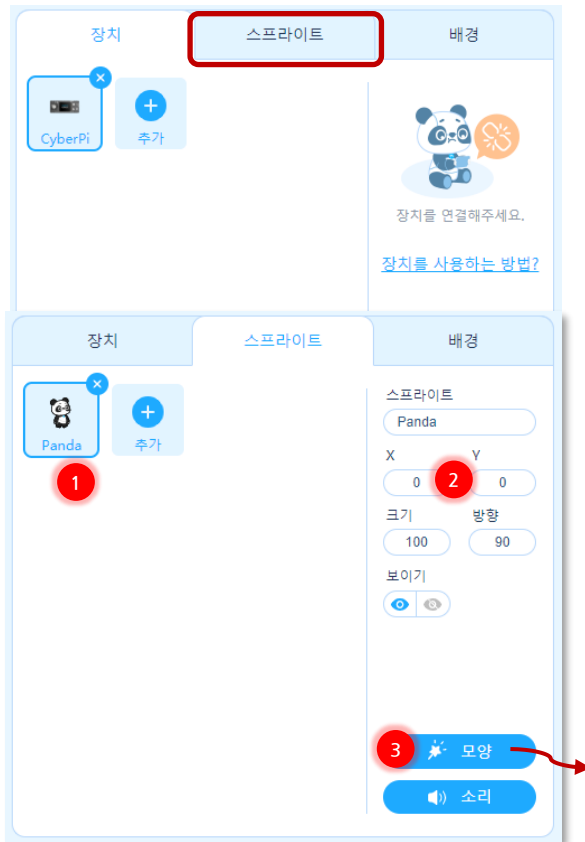 장치 스프라이트 배경
CyberPi 추가
장치를 연결해주세요.
장치를 사용하는 방법?
장치 스프라이트 배경
Panda 추가
1
스프라이트
Panda
X Y
0 2 0
크기 방향
100 90
보이기
3 모양
소리